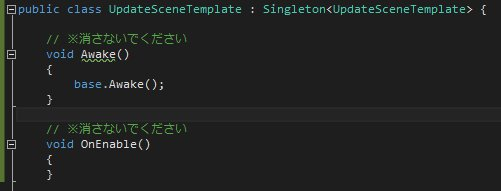 public class UpdateSceneTemplate : Singleton<UpdateSceneTemplate> {
// ※消さないでください
void Awake()
{
base.Awake();
}
// ※消さないでください
void OnEnable()
{
}